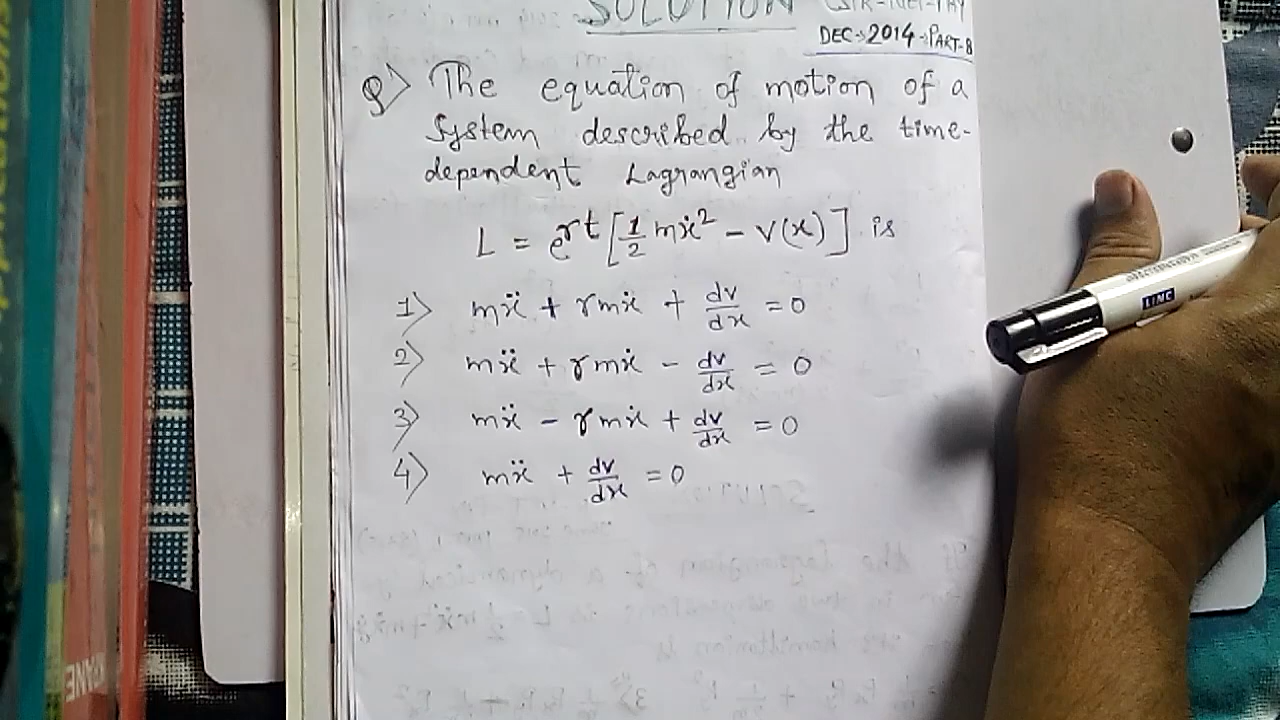 SOLUTION
DEC-2014-PART-B
Q> The equation of motion of a
System described by the time-
dependent Lagrangian
L = e^γt [1/2 mẋ² - V(x)] is
1> mẍ + γmẋ + dv/dx = 0
2> mẍ + γmẋ - dv/dx = 0
3> mẍ - γmẋ + dv/dx = 0
4> mẍ + dv/dx = 0
LINC